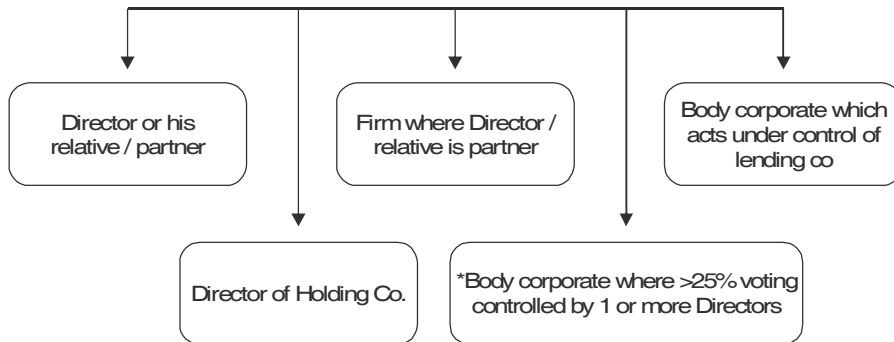 Director or his
relative / partner
Firm where Director /
relative is partner
Body corporate which
acts under control of
lending co
Director of Holding Co.
*Body corporate where >25% voting
controlled by 1 or more Directors